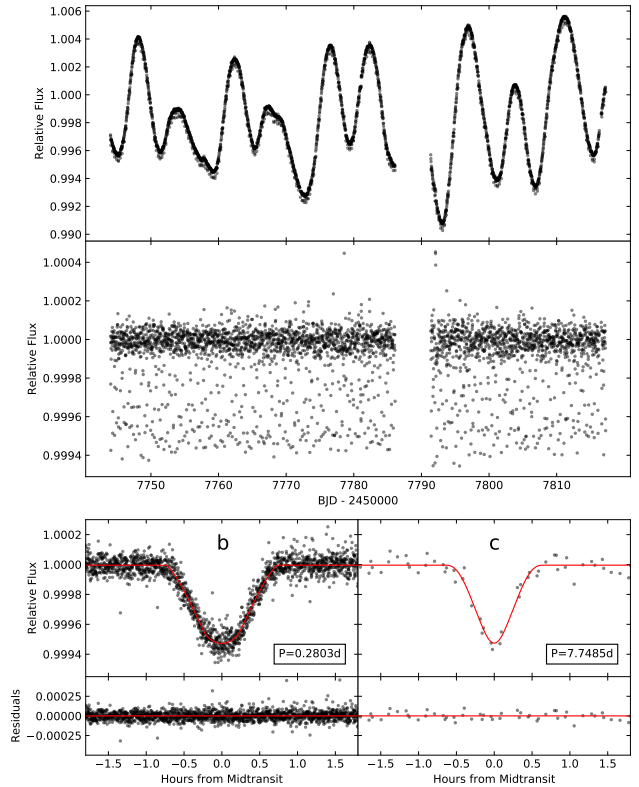 1.006
1.004
1.002
1.000
0.998
0.996
0.994
0.992
0.990
Relative Flux
1.0004
1.0002
1.0000
0.9998
0.9996
0.9994
Relative Flux
7750 7760 7770 7780 7790 7800 7810
BJD - 2450000
b c
1.0002
1.0000
0.9998
0.9996
0.9994
Relative Flux
P=0.2803d P=7.7485d
0.00025
0.00000
−0.00025
Residuals
−1.5 −1.0 −0.5 0.0 0.5 1.0 1.5 −1.5 −1.0 −0.5 0.0 0.5 1.0 1.5
Hours from Midtransit Hours from Midtransit